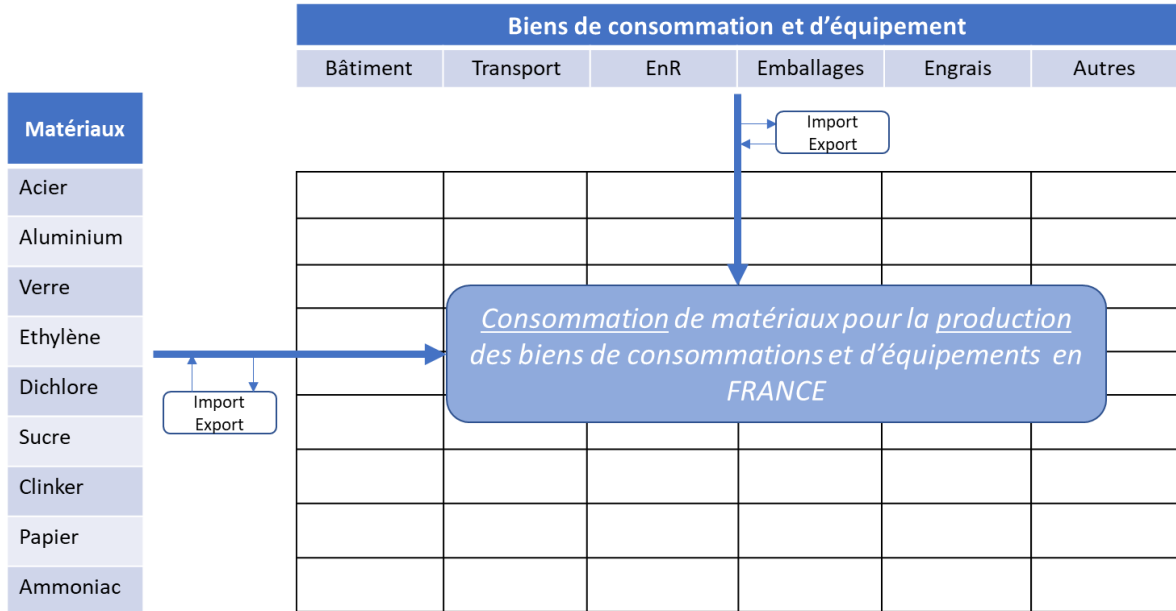 Biens de consommation et d'équipement
Bâtiment Transport EnR Emballages Engrais Autres
Matériaux
Import
Export
Acier
Aluminium
Verre
Ethylène
Dichlore
Sucre
Clinker
Papier
Ammoniac
Import
Export
Consommation de matériaux pour la production
des biens de consommations et d'équipements en
FRANCE